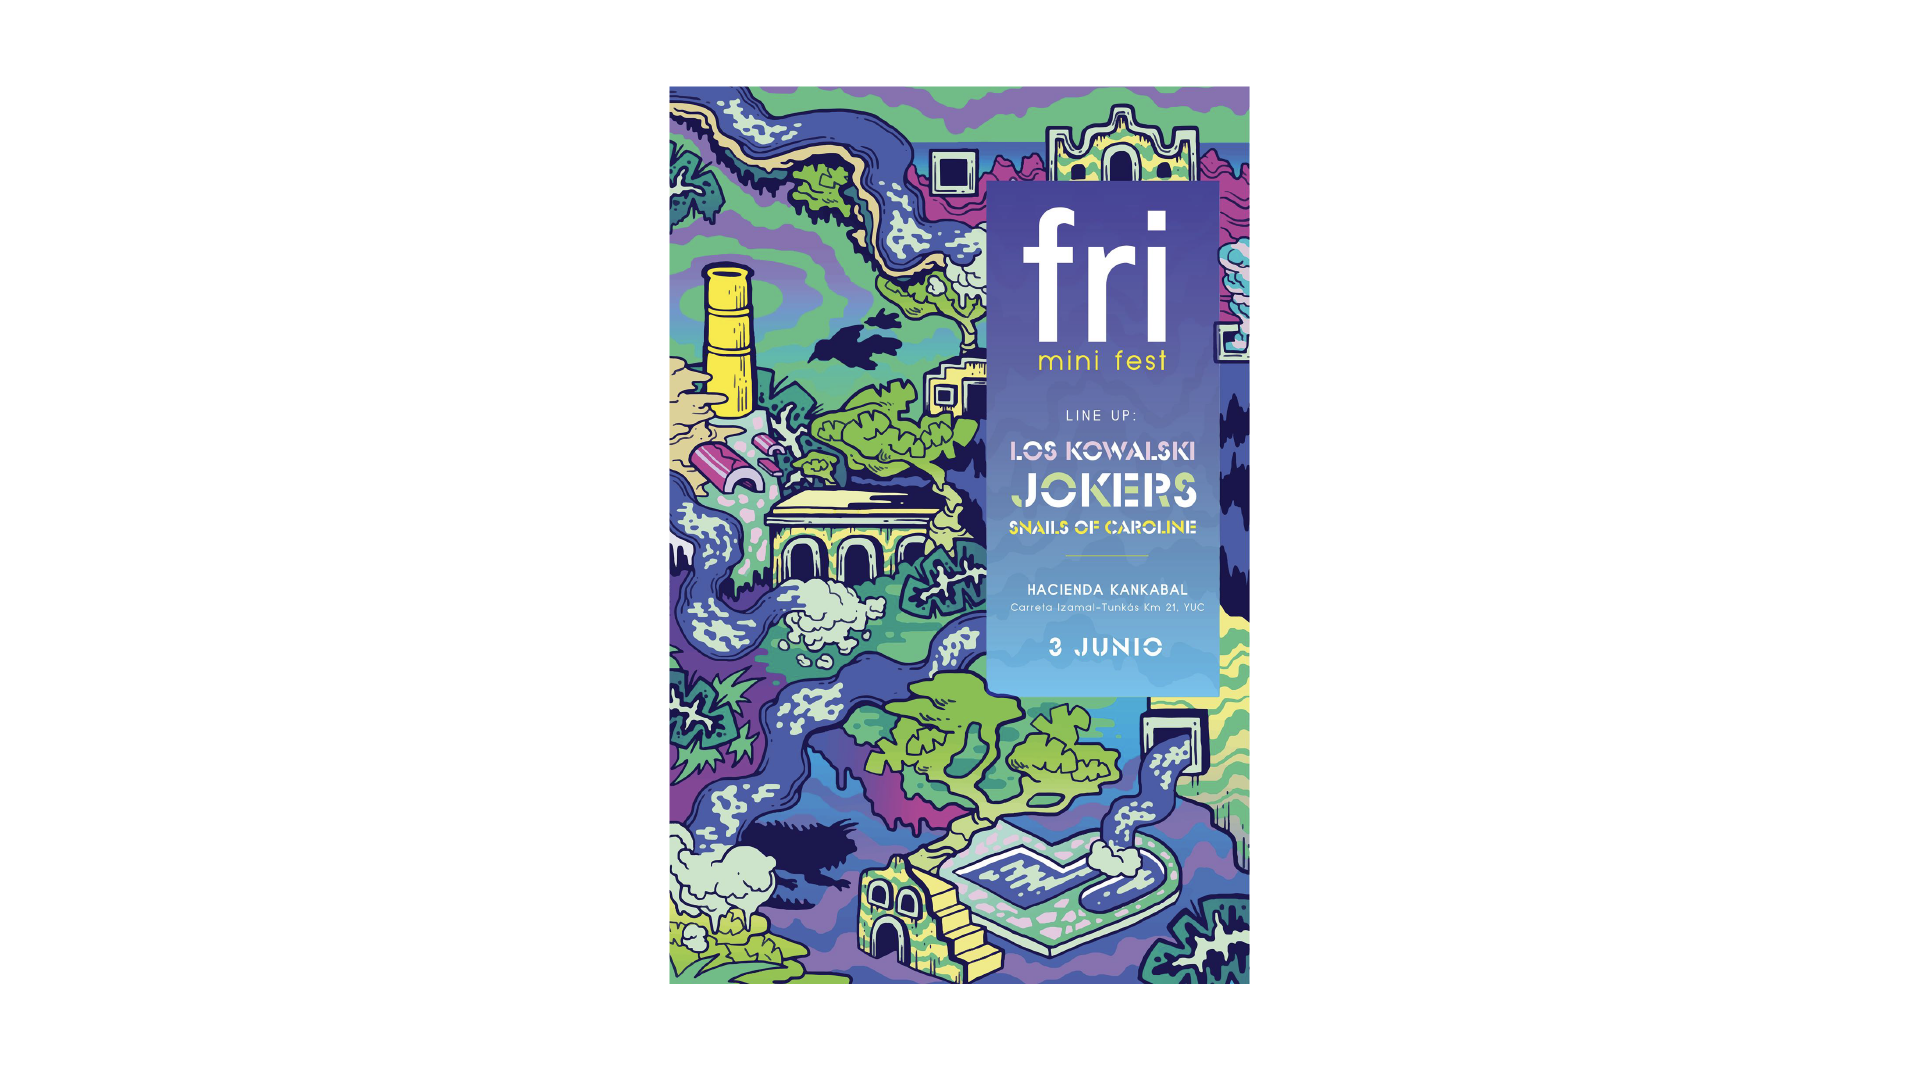 fri
mini fest
LINE UP:
LOS KOWALSKI
JOKERS
SNAILS OF CAROLINE
HACIENDA KANKABAL
Carreta Izamal-Tunkás Km 21, YUC
3 JUNIO